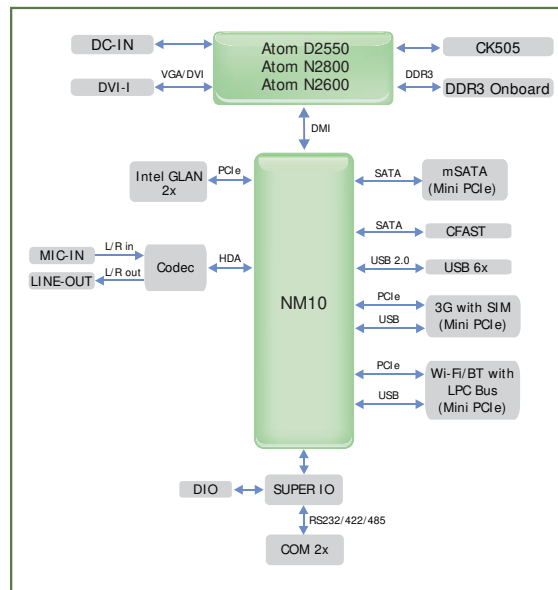 DC-IN
Atom D2550
Atom N2800
Atom N2600
CK505
VGA/DVI
DVI-I
DDR3
DDR3 Onboard
DMI
Intel GLAN
2x
PCIe
NM10
SATA
mSATA
(Mini PCIe)
SATA
CFAST
MIC-IN
L/R in
LINE-OUT
L/R out
Codec
HDA
USB 2.0
USB 6x
PCIe
USB
3G with SIM
(Mini PCIe)
PCIe
USB
Wi-Fi/BT with
LPC Bus
(Mini PCIe)
DIO
SUPER IO
RS232/422/485
COM 2x